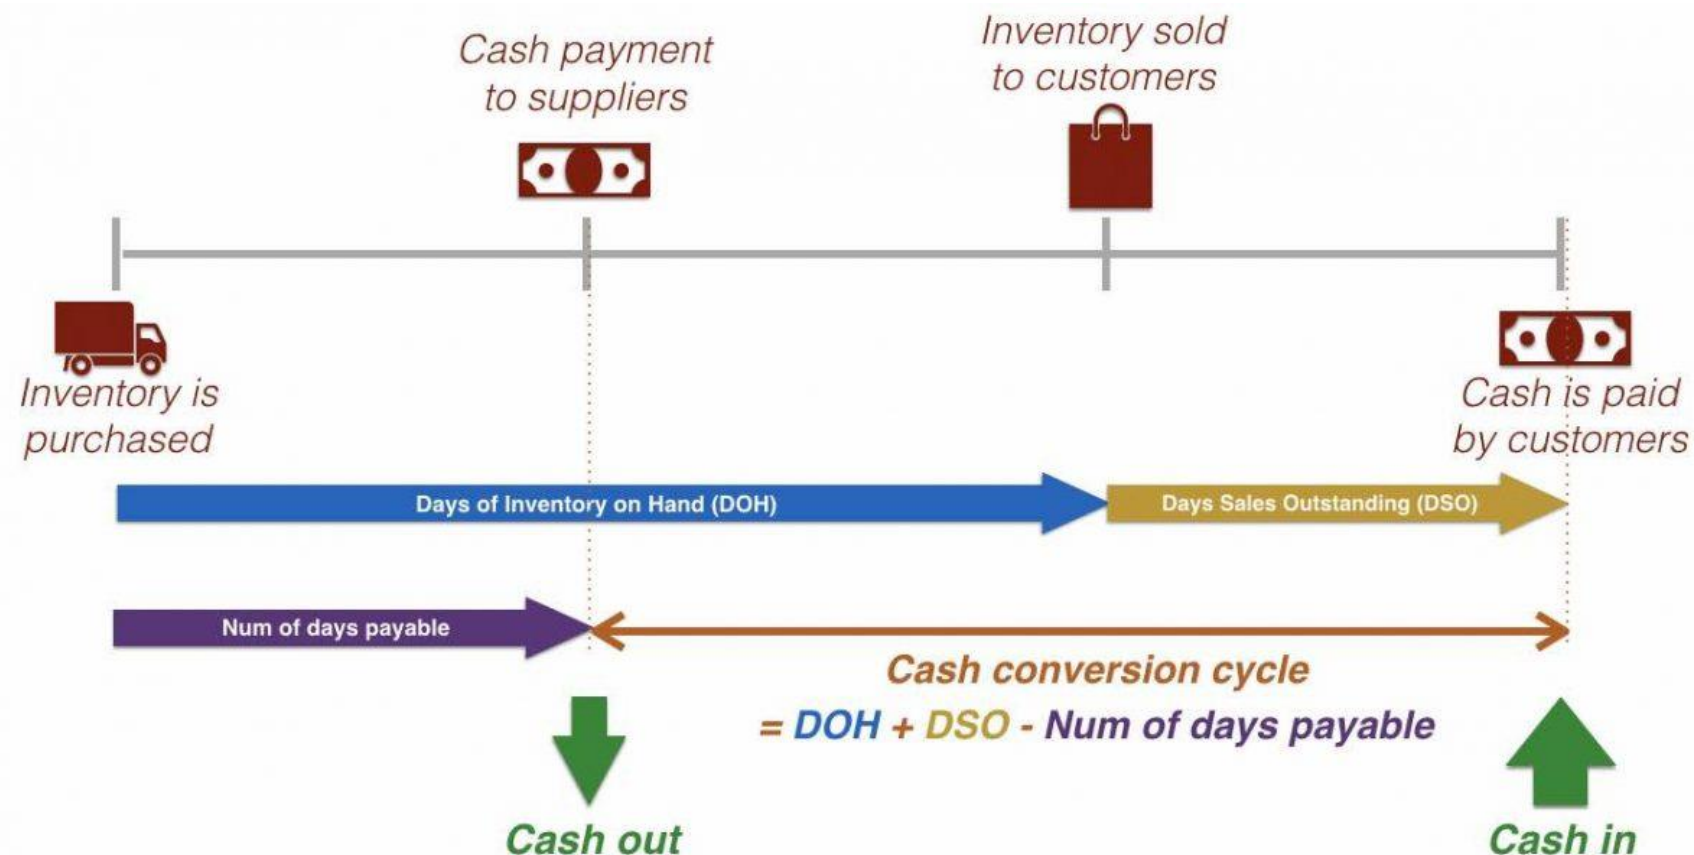 Cash payment
to suppliers
Inventory sold
to customers
Inventory is
purchased
Cash is paid
by customers
Days of Inventory on Hand (DOH)
Days Sales Outstanding (DSO)
Num of days payable
Cash conversion cycle
= DOH + DSO - Num of days payable
Cash out
Cash in